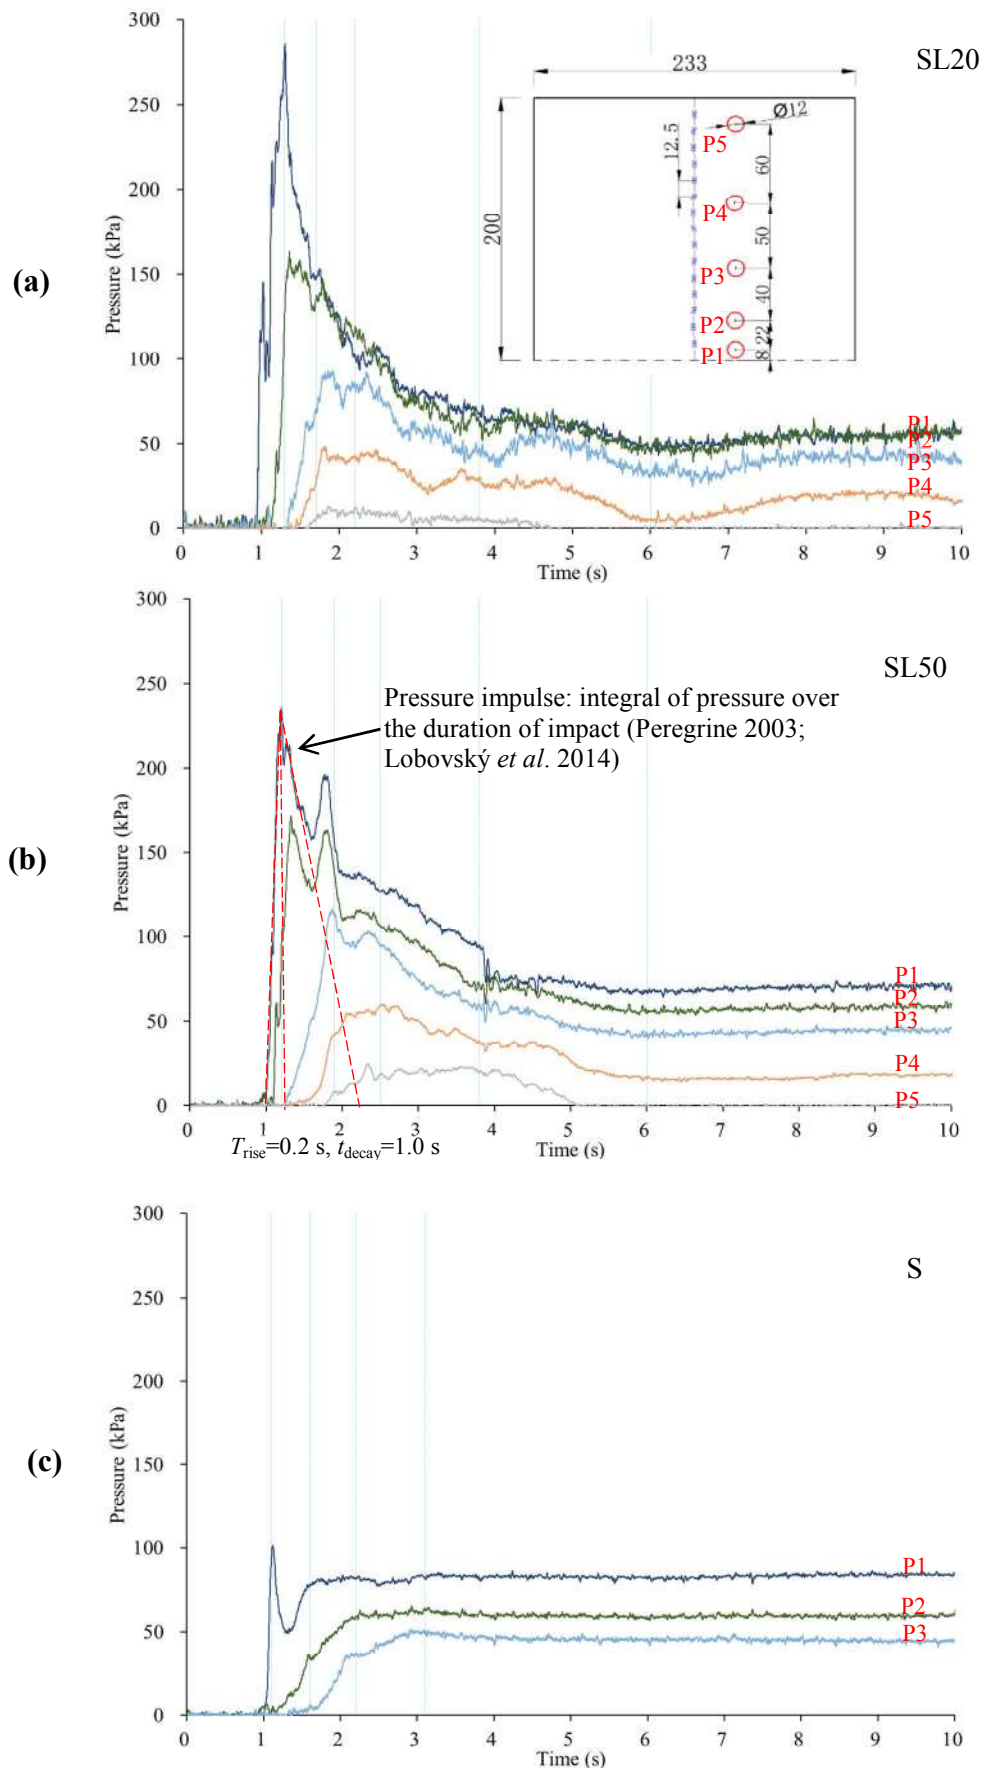 (a)
SL20
Pressure (kPa)
300
250
200
150
100
50
0
233
200
12.5
Ø12
60
50
40
22
8
P5
P4
P3
P2
P1
P1
P2
P3
P4
P5
0 1 2 3 4 5 6 7 8 9 10
Time (s)
(b)
SL50
Pressure (kPa)
300
250
200
150
100
50
0
Pressure impulse: integral of pressure over
the duration of impact (Peregrine 2003;
Lobovský et al. 2014)
P1
P2
P3
P4
P5
0 1 2 3 4 5 6 7 8 9 10
Trise=0.2 s, tdecay=1.0 s
Time (s)
(c)
S
Pressure (kPa)
300
250
200
150
100
50
0
P1
P2
P3
0 1 2 3 4 5 6 7 8 9 10
Time (s)